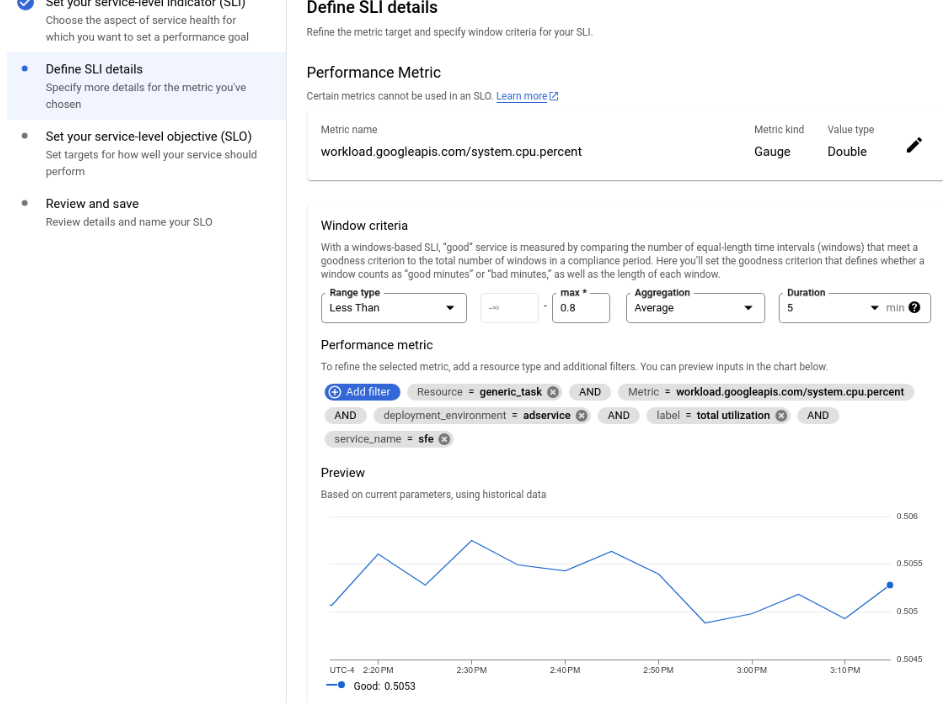 Set your service-level indicator (SLI)
Choose the aspect of service health for
which you want to set a performance goal
Define SLI details
Specify more details for the metric you've
chosen
Set your service-level objective (SLO)
Set targets for how well your service should
perform
Review and save
Review details and name your SLO
Define SLI details
Refine the metric target and specify window criteria for your SLI.
Performance Metric
Certain metrics cannot be used in an SLO. Learn more
Metric name Metric kind Value type
workload.googleapis.com/system.cpu.percent Gauge Double
Window criteria
With a windows-based SLI, “good” service is measured by comparing the number of equal-length time intervals (windows) that meet a
goodness criterion to the total number of windows in a compliance period. Here you’ll set the goodness criterion that defines whether a
window counts as “good minutes” or “bad minutes,” as well as the length of each window.
Range type max * Aggregation Duration
Less Than -∞ - 0.8 Average 5 min ?
Performance metric
To refine the selected metric, add a resource type and additional filters. You can preview inputs in the chart below.
Add filter Resource = generic_task AND Metric = workload.googleapis.com/system.cpu.percent
AND deployment_environment = adservice AND label = total utilization AND
service_name = sfe
Preview
Based on current parameters, using historical data
0.506
0.5055
0.505
0.5045
UTC-4 2:20 PM 2:30 PM 2:40 PM 2:50 PM 3:00 PM 3:10 PM
Good: 0.5053